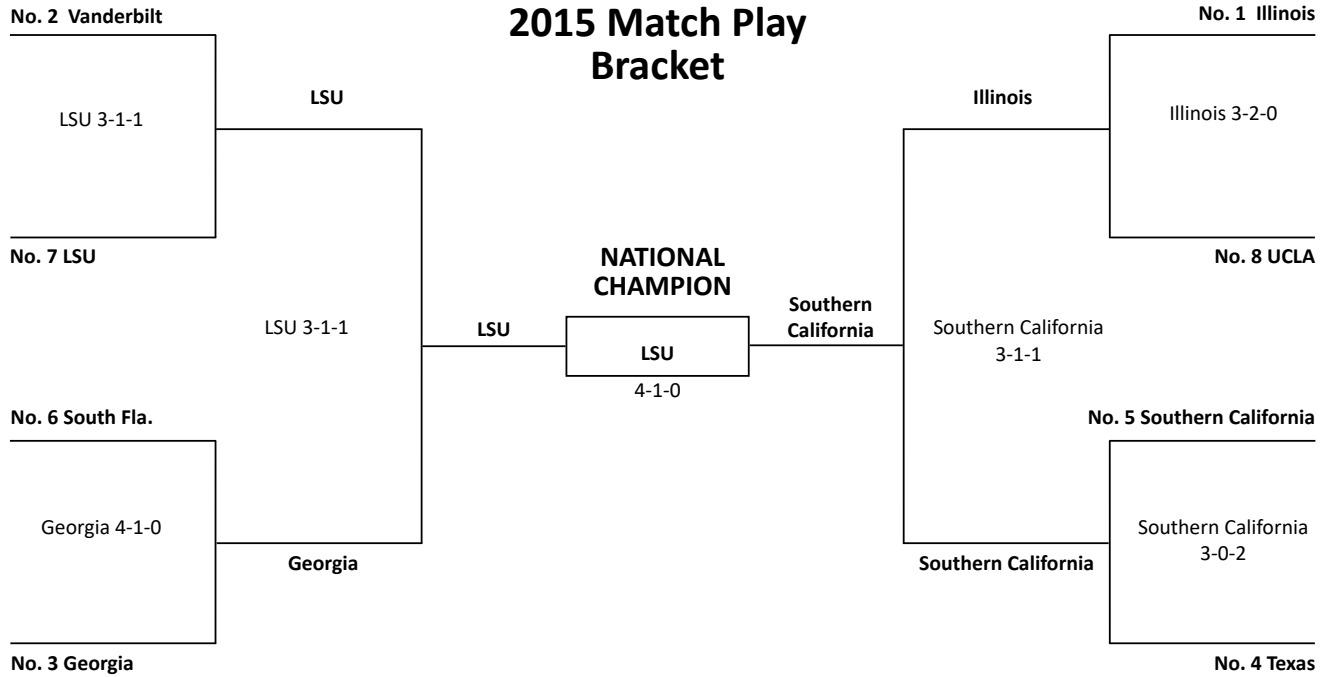 2015 Match Play
Bracket
No. 2  Vanderbilt
LSU 3-1-1
LSU
No. 7 LSU
LSU 3-1-1
No. 6 South Fla.
Georgia 4-1-0
Georgia
No. 3 Georgia
LSU
NATIONAL
CHAMPION
LSU
4-1-0
Southern
California
No. 1  Illinois
Illinois
Illinois 3-2-0
No. 8 UCLA
Southern California
3-1-1
No. 5 Southern California
Southern California
3-0-2
Southern California
No. 4 Texas